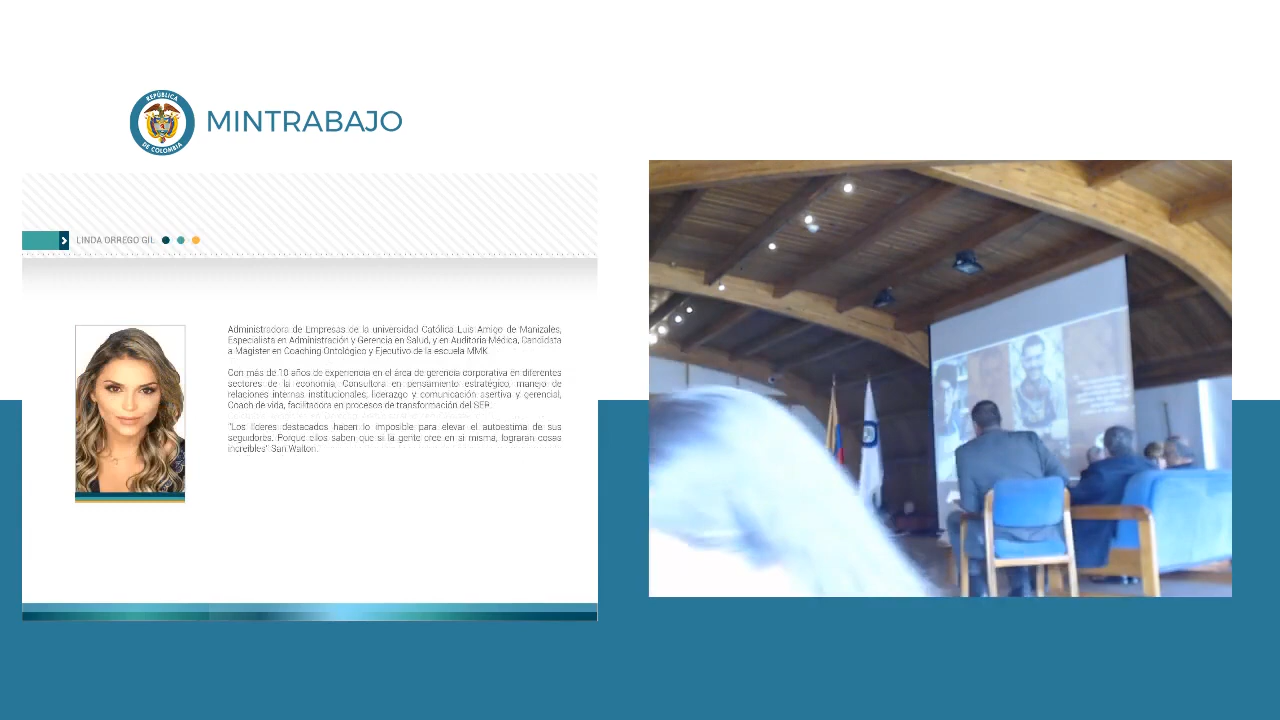 REPÚBLICA
DE COLOMBIA
MINTRABAJO
LINDA ORREGO GIL
Administradora de Empresas de la universidad Católica Luis Amigo de Manizales,
Especialista en Administración y Gerencia en Salud, y en Auditoria Médica, Candidata
a Magister en Coaching Ontológico y Ejecutivo de la escuela MMK.
Con más de 10 años de experiencia en el área de gerencia corporativa en diferentes
sectores de la economía, Consultora en pensamiento estratégico, manejo de
relaciones internas institucionales, liderazgo y comunicación asertiva y gerencial,
Coach de vida, facilitadora en procesos de transformación del SER.
"Los líderes destacados hacen lo imposible para elevar el autoestima de sus
seguidores. Porque ellos saben que si la gente cree en si misma, lograran cosas
increíbles" San Walton.